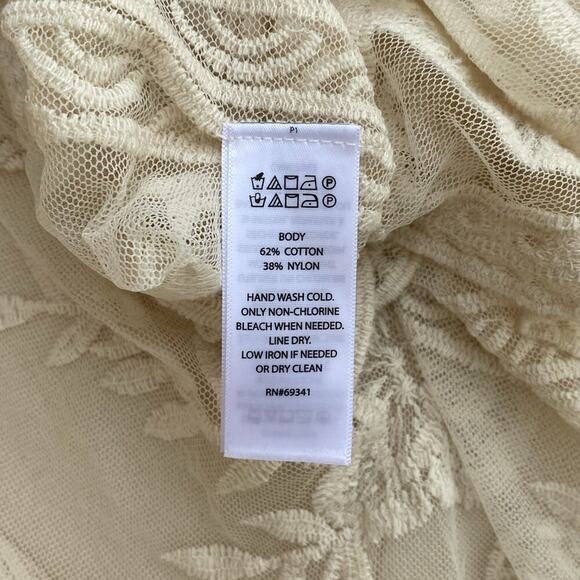 P1
P
P
BODY
62% COTTON
38% NYLON
HAND WASH COLD.
ONLY NON-CHLORINE
BLEACH WHEN NEEDED.
LINE DRY.
LOW IRON IF NEEDED
OR DRY CLEAN
RN#69341